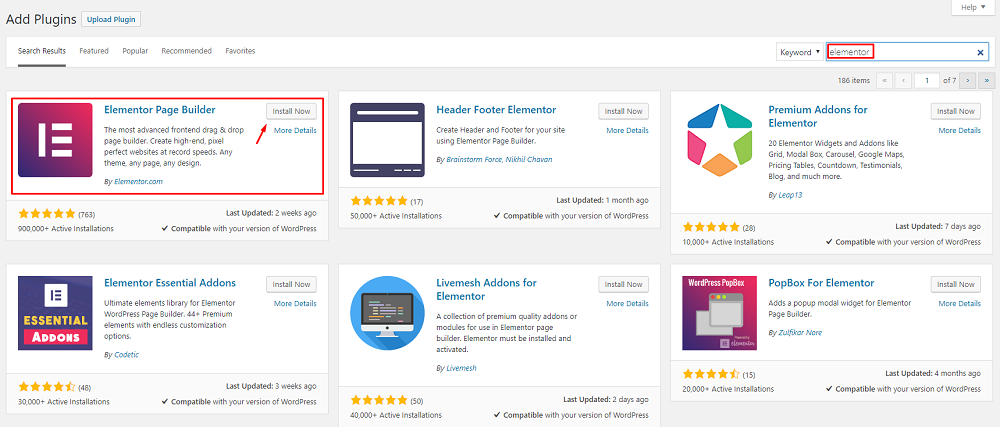 Help ▼
Add Plugins Upload Plugin
Search Results Featured Popular Recommended Favorites
Keyword ▼ elementor ×
186 items « ‹ 1 of 7 › »
Elementor Page Builder
Install Now
More Details
The most advanced frontend drag & drop
page builder. Create high-end, pixel
perfect websites at record speeds. Any
theme, any page, any design.
By Elementor.com
(763)
Last Updated: 2 weeks ago
900,000+ Active Installations
✓ Compatible with your version of WordPress
Header Footer Elementor
Install Now
More Details
Create Header and Footer for your site
using Elementor Page Builder.
By Brainstorm Force, Nikhil Chavan
(17)
Last Updated: 1 month ago
50,000+ Active Installations
✓ Compatible with your version of WordPress
Premium Addons for
Elementor
Install Now
More Details
20 Elementor Widgets and Addons like
Grid, Modal Box, Carousel, Google Maps,
Pricing Tables, Countdown, Testimonials,
Blog, and much more.
By Leap13
(28)
Last Updated: 7 days ago
10,000+ Active Installations
✓ Compatible with your version of WordPress
ESSENTIAL
ADDONS
Elementor Essential Addons
Install Now
More Details
Ultimate elements library for Elementor
WordPress Page Builder. 44+ Premium
elements with endless customization
options.
By Codetic
(48)
Last Updated: 3 weeks ago
30,000+ Active Installations
✓ Compatible with your version of WordPress
Livemesh Addons for
Elementor
Install Now
More Details
A collection of premium quality addons or
modules for use in Elementor page
builder. Elementor must be installed and
activated.
By Livemesh
(50)
Last Updated: 2 days ago
40,000+ Active Installations
✓ Compatible with your version of WordPress
WordPress PopBox
elementor
PopBox For Elementor
Install Now
More Details
Adds a popup modal widget for Elementor
Page Builder.
By Zulfikar Nore
(15)
Last Updated: 4 months ago
20,000+ Active Installations
✓ Compatible with your version of WordPress